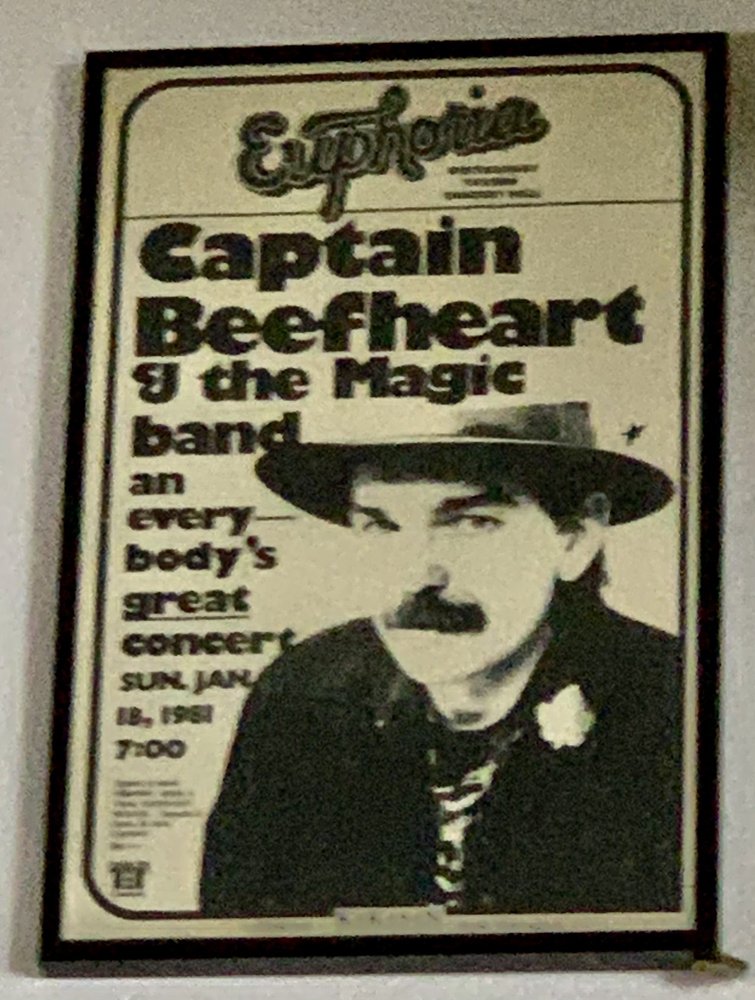 Euphoria
Captain
Beefheart
& the Magic
band
an
every-
body's
great
concert
SUN. JAN.
18, 1981
7:00